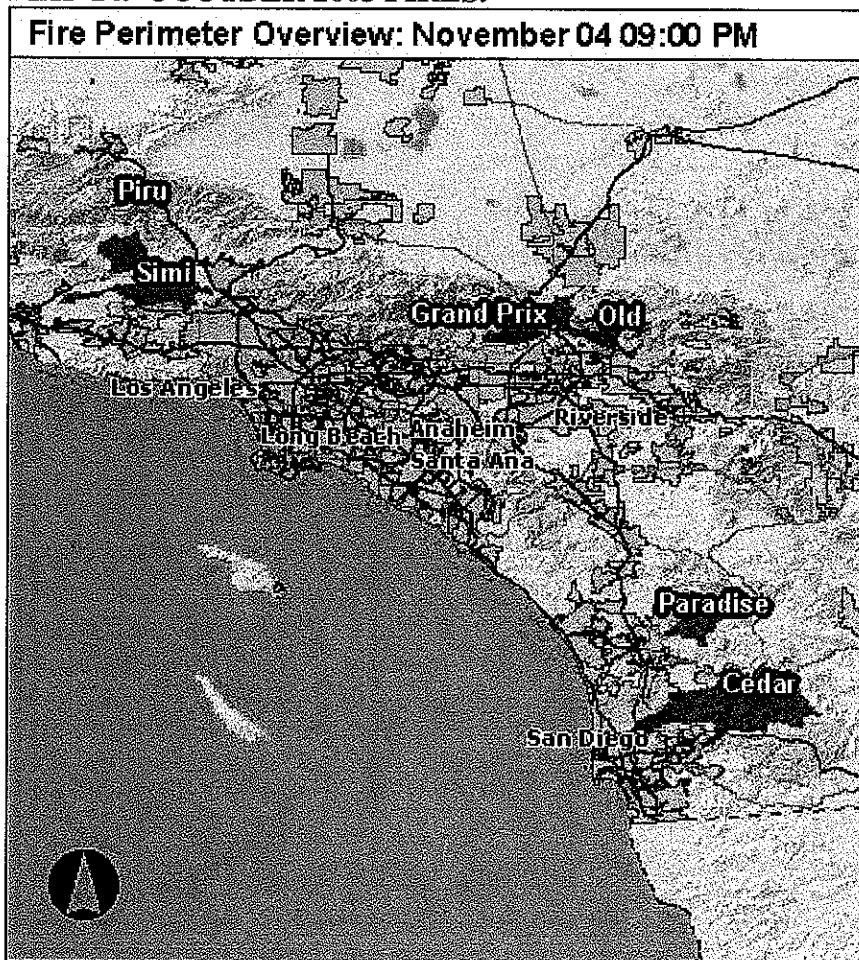 Fire Perimeter Overview: November 04 09:00 PM
Piru
Simi
Grand Prix
Old
Los Angeles
Riverside
Long Beach
Anaheim
Santa Ana
Paradise
Cedar
San Diego